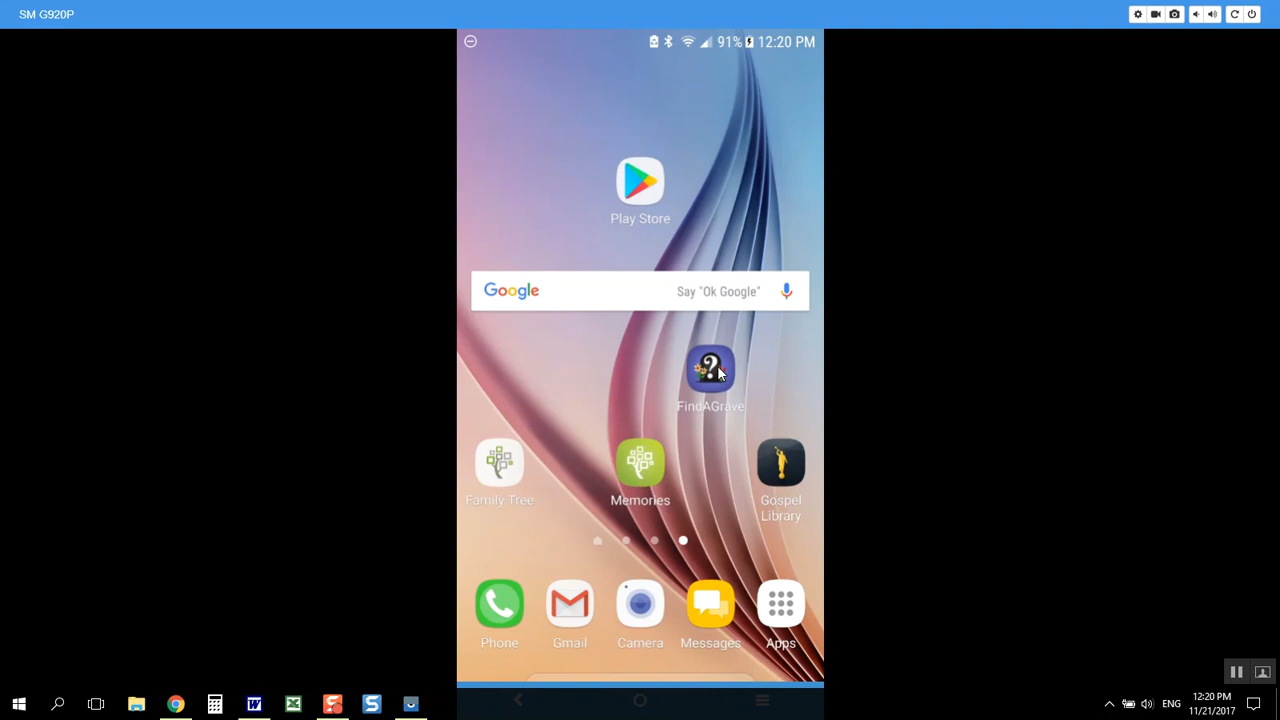 SM G920P
91% 12:20 PM
Play Store
Google Say "Ok Google"
?
FindAGrave
Family Tree
Memories
Gospel
Library
Phone
Gmail
Camera
Messages
Apps
W
X
S
S
ENG
12:20 PM
11/21/2017